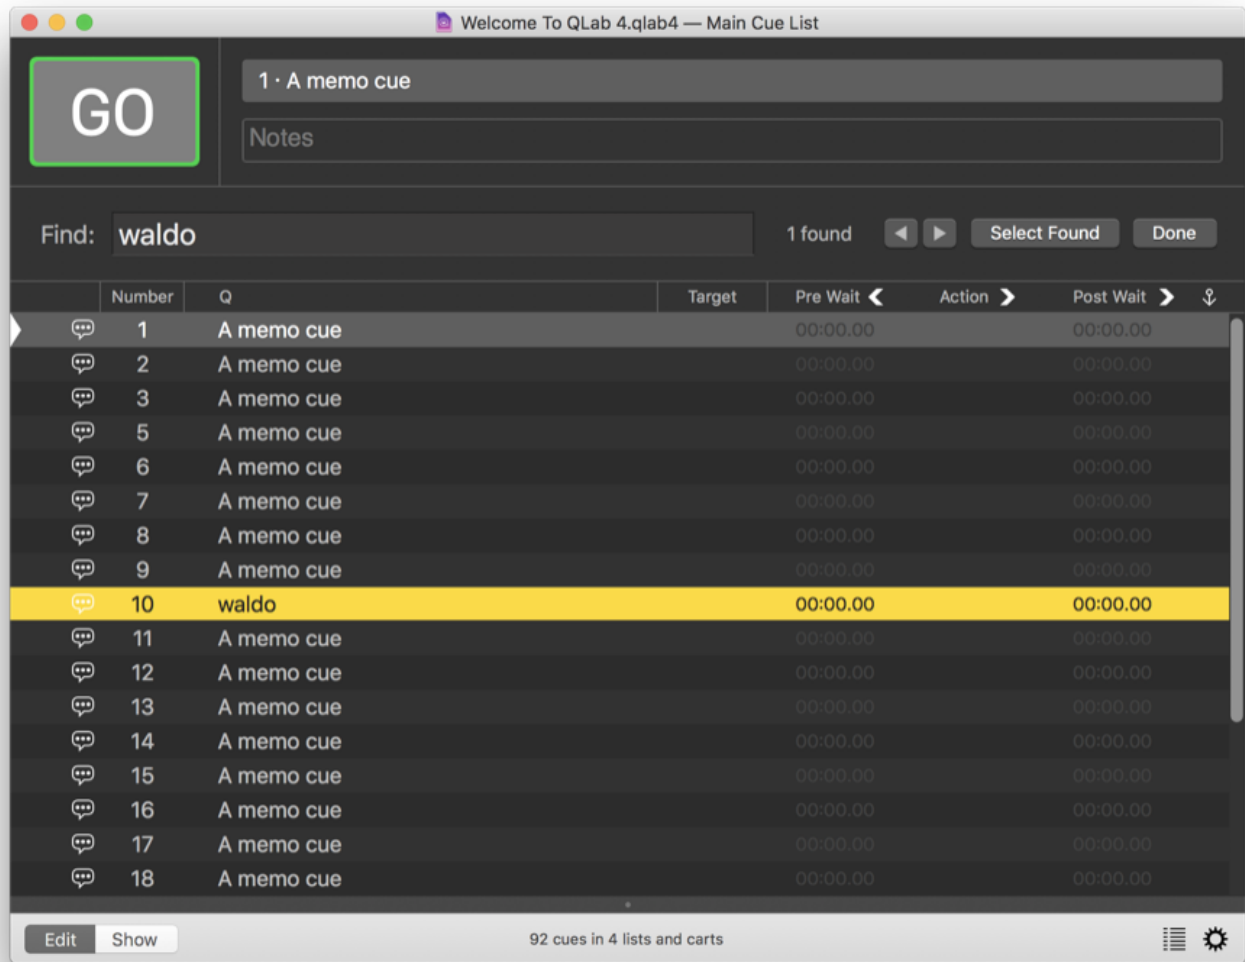 Welcome To QLab 4.qlab4 — Main Cue List
GO
1 · A memo cue
Notes
Find: waldo 1 found Select Found Done
Number Q Target Pre Wait Action Post Wait
1 A memo cue 00:00.00 00:00.00
2 A memo cue 00:00.00 00:00.00
3 A memo cue 00:00.00 00:00.00
5 A memo cue 00:00.00 00:00.00
6 A memo cue 00:00.00 00:00.00
7 A memo cue 00:00.00 00:00.00
8 A memo cue 00:00.00 00:00.00
9 A memo cue 00:00.00 00:00.00
10 waldo 00:00.00 00:00.00
11 A memo cue 00:00.00 00:00.00
12 A memo cue 00:00.00 00:00.00
13 A memo cue 00:00.00 00:00.00
14 A memo cue 00:00.00 00:00.00
15 A memo cue 00:00.00 00:00.00
16 A memo cue 00:00.00 00:00.00
17 A memo cue 00:00.00 00:00.00
18 A memo cue 00:00.00 00:00.00
Edit Show 92 cues in 4 lists and carts